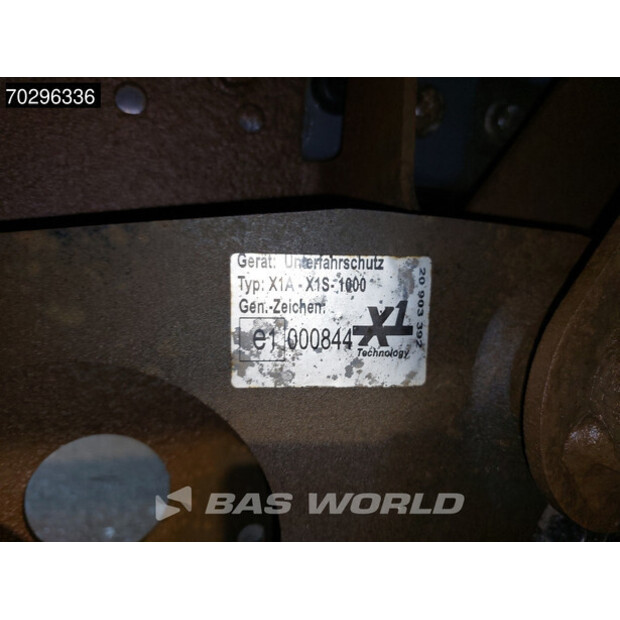 70296336
Gerät: Unterfahrschutz
Typ: X1A - X1S- 1000
Gen.-Zeichen:
e1 000844
X1
Technology
20 903 392
BAS WORLD